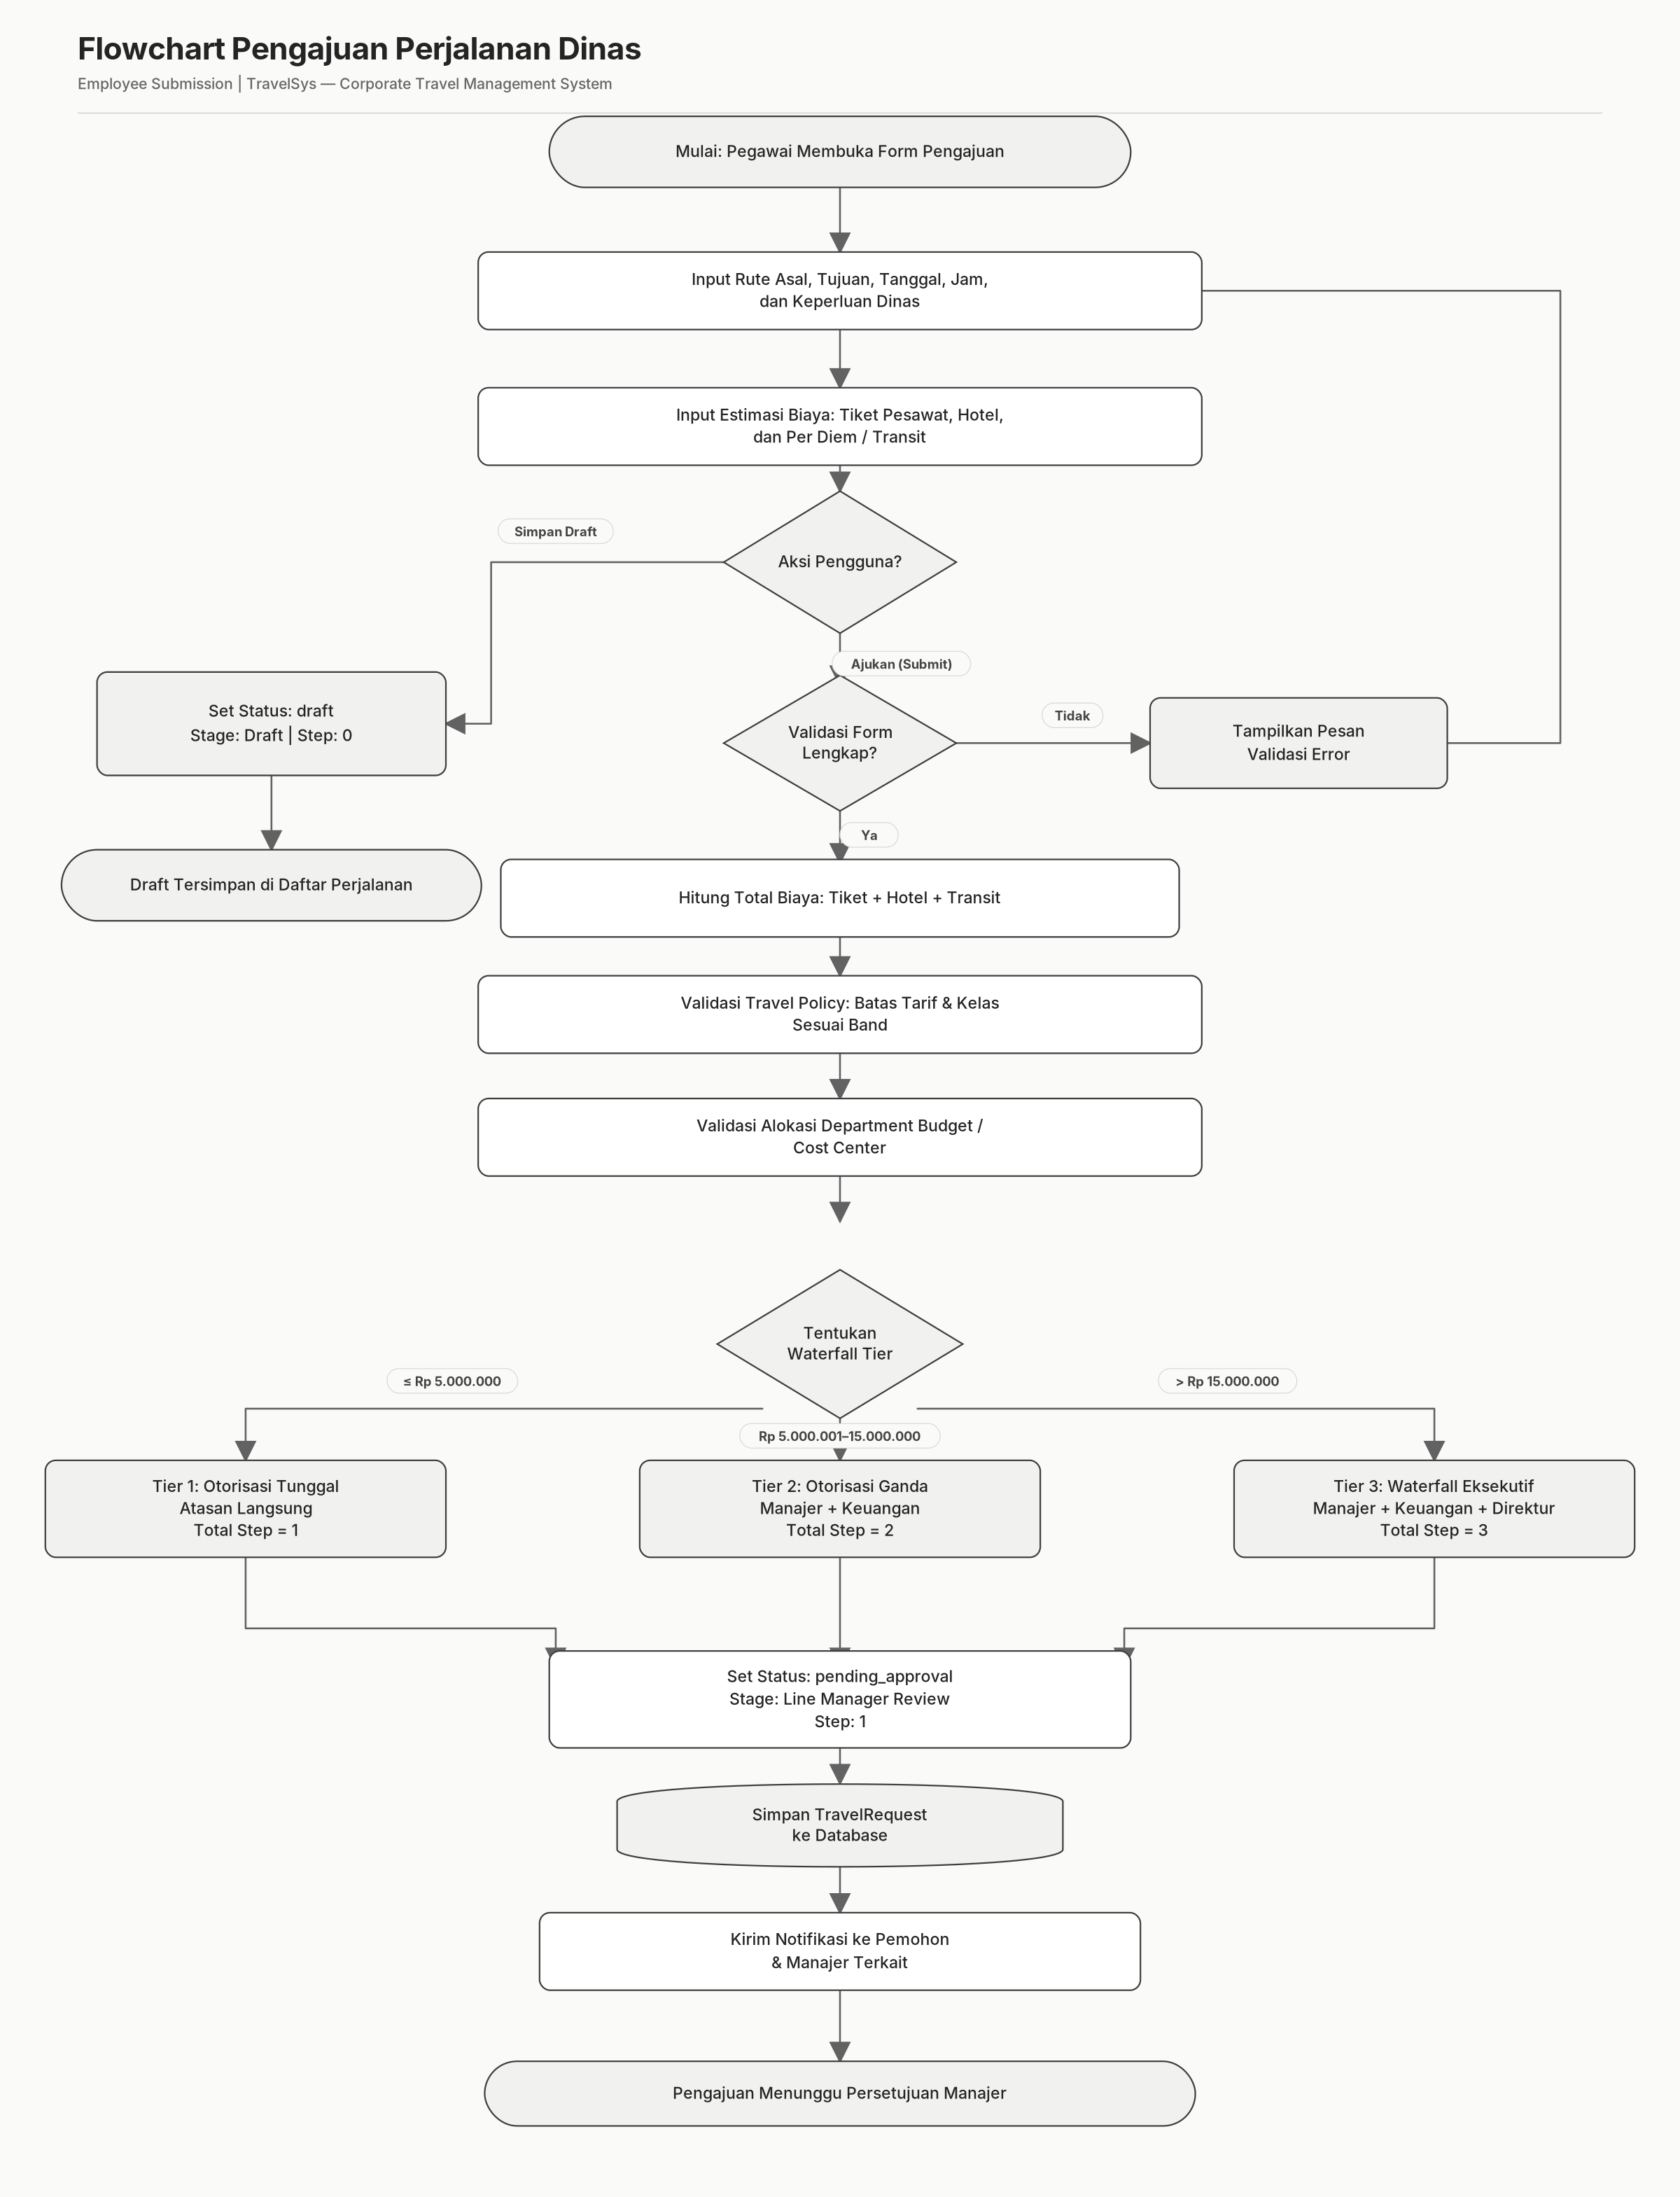 Flowchart Pengajuan Perjalanan Dinas
Employee Submission | TravelSys — Corporate Travel Management System
Mulai: Pegawai Membuka Form Pengajuan
Input Rute Asal, Tujuan, Tanggal, Jam,
dan Keperluan Dinas
Input Estimasi Biaya: Tiket Pesawat, Hotel,
dan Per Diem / Transit
Simpan Draft
Aksi Pengguna?
Ajukan (Submit)
Set Status: draft
Stage: Draft | Step: 0
Validasi Form
Lengkap?
Tidak
Tampilkan Pesan
Validasi Error
Ya
Draft Tersimpan di Daftar Perjalanan
Hitung Total Biaya: Tiket + Hotel + Transit
Validasi Travel Policy: Batas Tarif & Kelas
Sesuai Band
Validasi Alokasi Department Budget /
Cost Center
Tentukan
Waterfall Tier
≤ Rp 5.000.000
> Rp 15.000.000
Rp 5.000.001–15.000.000
Tier 1: Otorisasi Tunggal
Atasan Langsung
Total Step = 1
Tier 2: Otorisasi Ganda
Manajer + Keuangan
Total Step = 2
Tier 3: Waterfall Eksekutif
Manajer + Keuangan + Direktur
Total Step = 3
Set Status: pending_approval
Stage: Line Manager Review
Step: 1
Simpan TravelRequest
ke Database
Kirim Notifikasi ke Pemohon
& Manajer Terkait
Pengajuan Menunggu Persetujuan Manajer